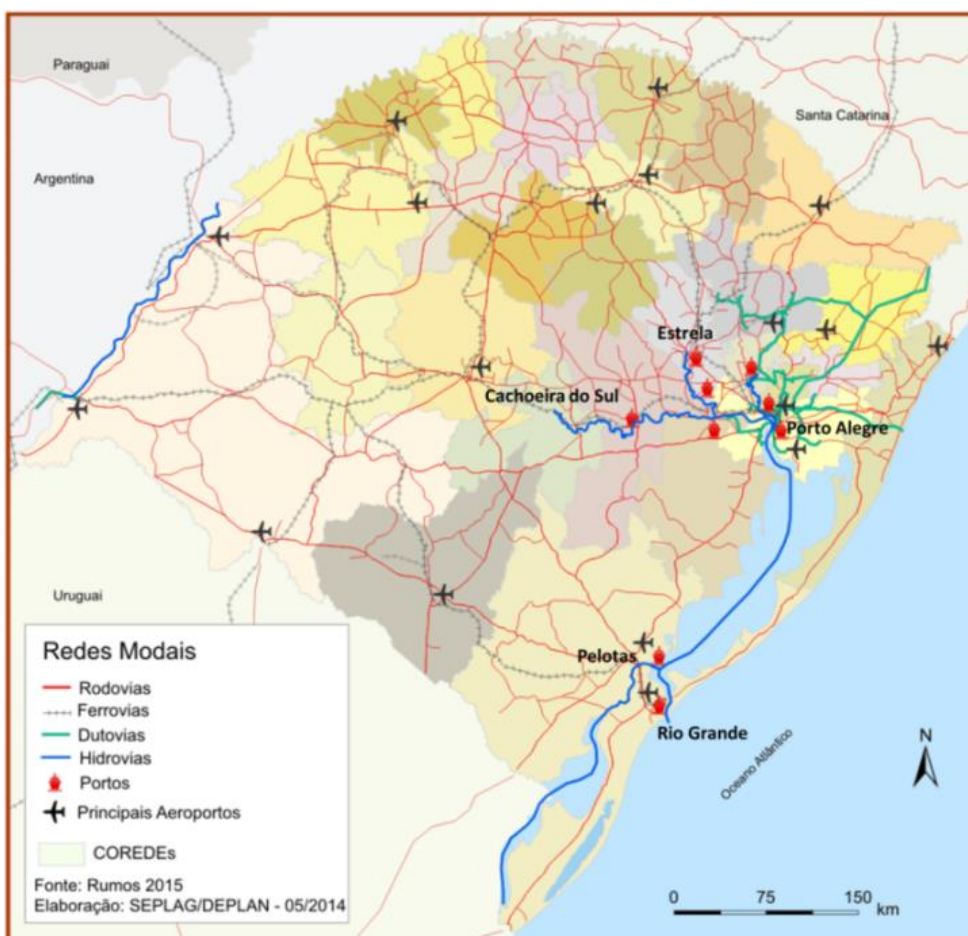 Paraguai
Santa Catarina
Argentina
Estrela
Cachoeira do Sul
Porto Alegre
Uruguai
Pelotas
Rio Grande
Oceano Atlântico
N
Redes Modais
Rodovias
Ferrovias
Dutovias
Hidrovias
Portos
Principais Aeroportos
COREDEs
Fonte: Rumos 2015
Elaboração: SEPLAG/DEPLAN - 05/2014
0 75 150
km